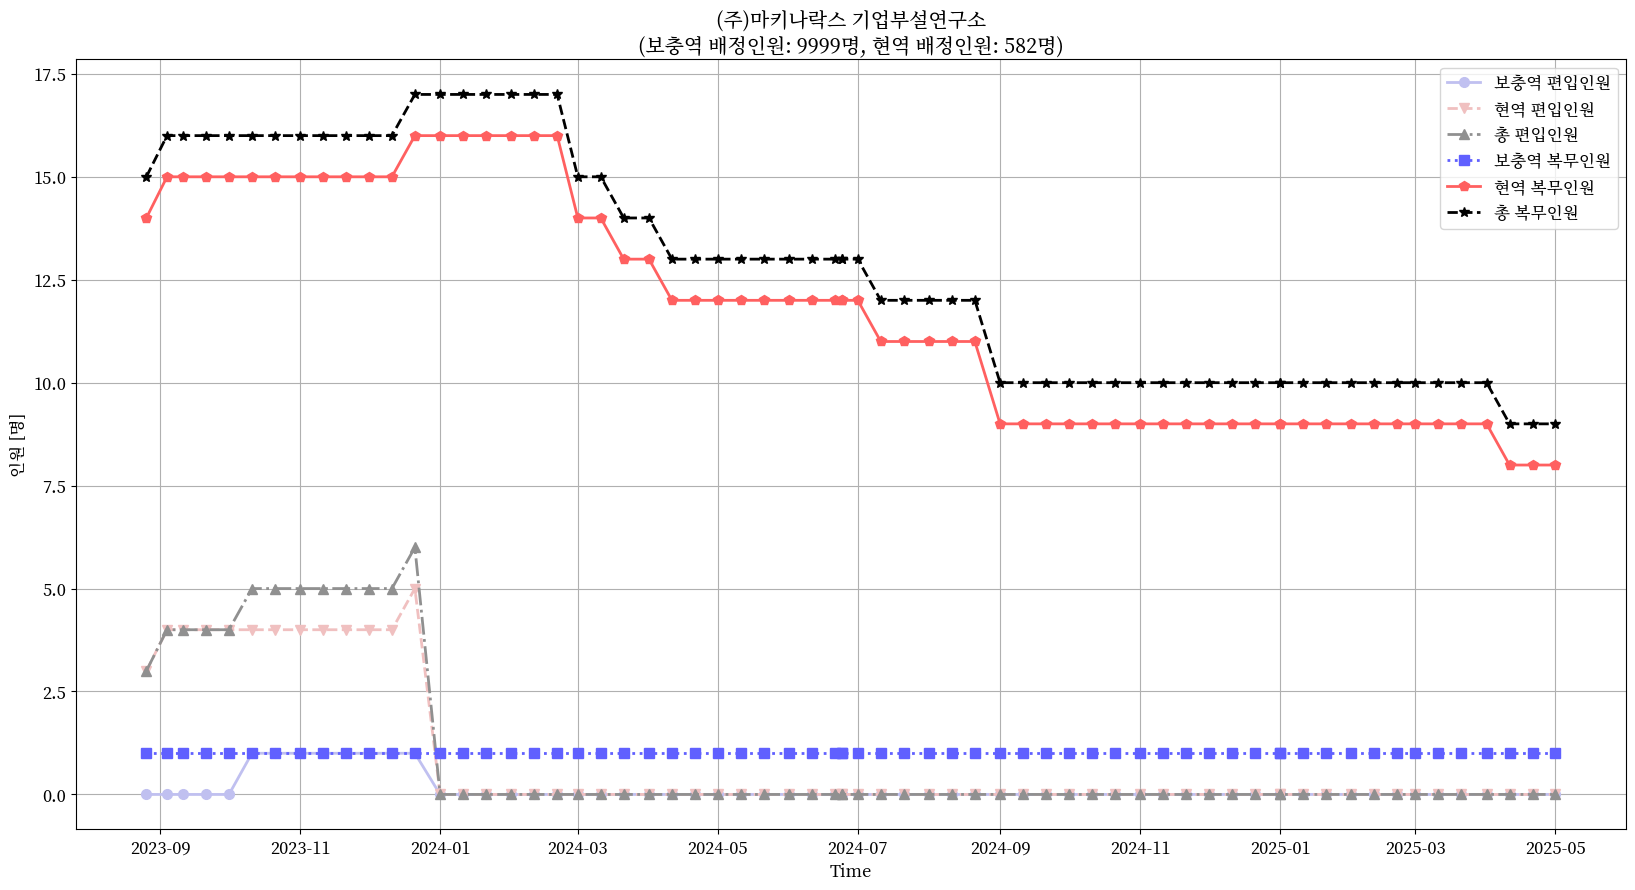 (주)마키나락스 기업부설연구소
(보충역 배정인원: 9999명, 현역 배정인원: 582명)
17.5
15.0
12.5
10.0
7.5
5.0
2.5
0.0
인원 [명]
보충역 편입인원
현역 편입인원
총 편입인원
보충역 복무인원
현역 복무인원
총 복무인원
2023-09 2023-11 2024-01 2024-03 2024-05 2024-07 2024-09 2024-11 2025-01 2025-03 2025-05
Time